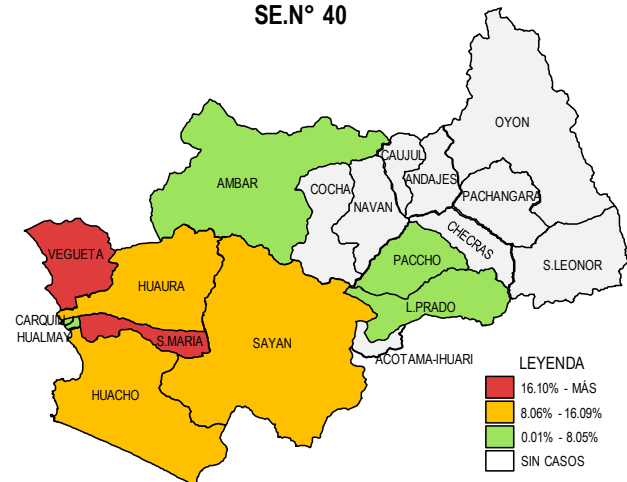 SE.N° 40
OYON
CAUJUL
ANDAJES
AMBAR
COCHA
PACHANGARA
NAVAN
CHECRAS
VEGUETA
PACCHO
S.LEONOR
HUAURA
L.PRADO
CARQUIN
HUALMAY
S.MARIA
SAYAN
ACOTAMA-IHUARI
HUACHO
LEYENDA
16.10% - MÁS
8.06% - 16.09%
0.01% - 8.05%
SIN CASOS